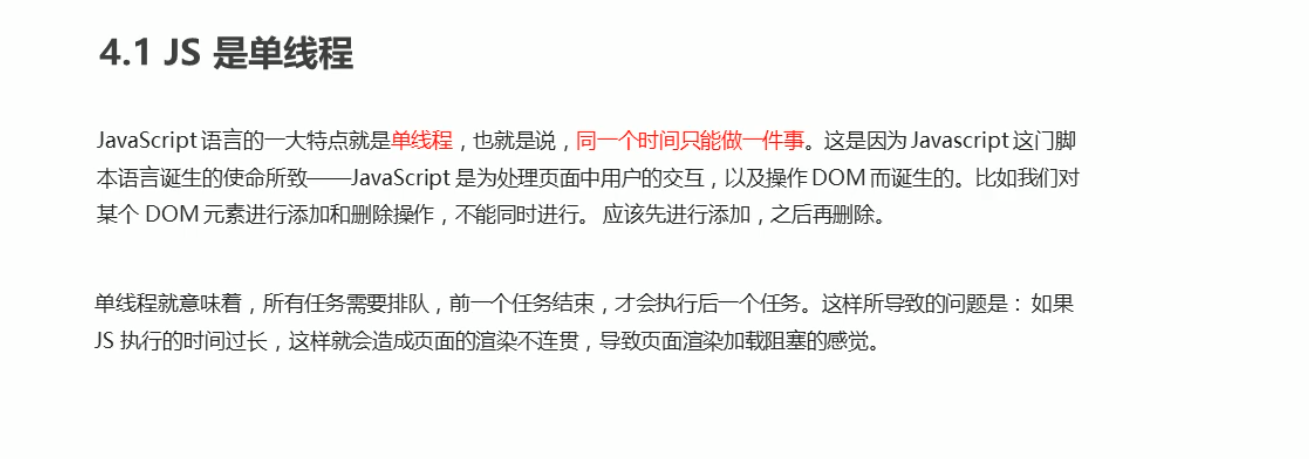 4.1 JS 是单线程
JavaScript 语言的一大特点就是单线程，也就是说，同一个时间只能做一件事。这是因为 Javascript 这门脚
本语言诞生的使命所致——JavaScript 是为处理页面中用户的交互，以及操作 DOM 而诞生的。比如我们对
某个 DOM 元素进行添加和删除操作，不能同时进行。 应该先进行添加，之后再删除。
单线程就意味着，所有任务需要排队，前一个任务结束，才会执行后一个任务。这样所导致的问题是： 如果
JS 执行的时间过长，这样就会造成页面的渲染不连贯，导致页面渲染加载阻塞的感觉。